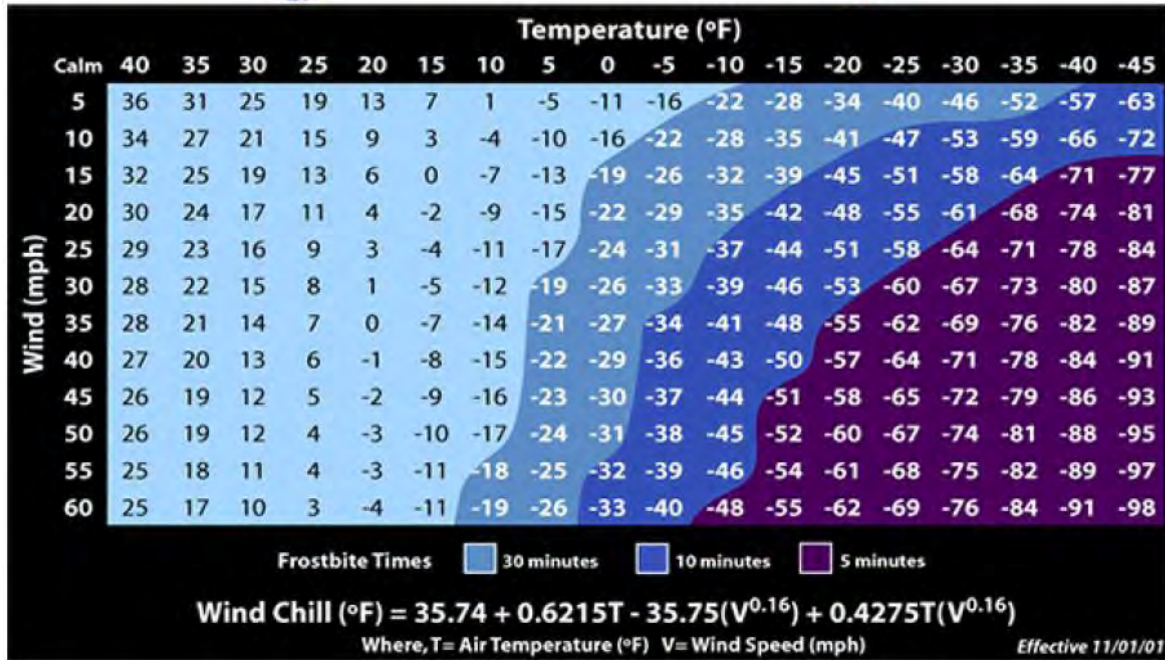 Temperature (ºF)
Calm 40 35 30 25 20 15 10 5 0 -5 -10 -15 -20 -25 -30 -35 -40 -45
5 36 31 25 19 13 7 1 -5 -11 -16 -22 -28 -34 -40 -46 -52 -57 -63
10 34 27 21 15 9 3 -4 -10 -16 -22 -28 -35 -41 -47 -53 -59 -66 -72
15 32 25 19 13 6 0 -7 -13 -19 -26 -32 -39 -45 -51 -58 -64 -71 -77
20 30 24 17 11 4 -2 -9 -15 -22 -29 -35 -42 -48 -55 -61 -68 -74 -81
25 29 23 16 9 3 -4 -11 -17 -24 -31 -37 -44 -51 -58 -64 -71 -78 -84
30 28 22 15 8 1 -5 -12 -19 -26 -33 -39 -46 -53 -60 -67 -73 -80 -87
35 28 21 14 7 0 -7 -14 -21 -27 -34 -41 -48 -55 -62 -69 -76 -82 -89
40 27 20 13 6 -1 -8 -15 -22 -29 -36 -43 -50 -57 -64 -71 -78 -84 -91
45 26 19 12 5 -2 -9 -16 -23 -30 -37 -44 -51 -58 -65 -72 -79 -86 -93
50 26 19 12 4 -3 -10 -17 -24 -31 -38 -45 -52 -60 -67 -74 -81 -88 -95
55 25 18 11 4 -3 -11 -18 -25 -32 -39 -46 -54 -61 -68 -75 -82 -89 -97
60 25 17 10 3 -4 -11 -19 -26 -33 -40 -48 -55 -62 -69 -76 -84 -91 -98
Wind (mph)
Frostbite Times 30 minutes 10 minutes 5 minutes
Wind Chill (ºF) = 35.74 + 0.6215T - 35.75(V^0.16) + 0.4275T(V^0.16)
Where, T= Air Temperature (ºF) V= Wind Speed (mph) Effective 11/01/01